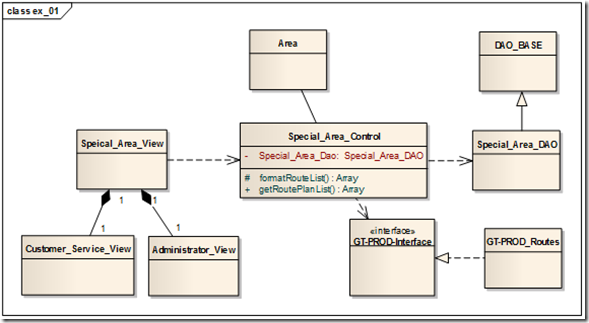 class ex_01
Area
DAO_BASE
Speical_Area_View
Special_Area_Control
- Special_Area_Dao: Special_Area_DAO
# formatRouteList() : Array
+ getRoutePlanList() : Array
Special_Area_DAO
1
1
1
1
Customer_Service_View
Administrator_View
«interface»
GT-PROD-Interface
GT-PROD_Routes